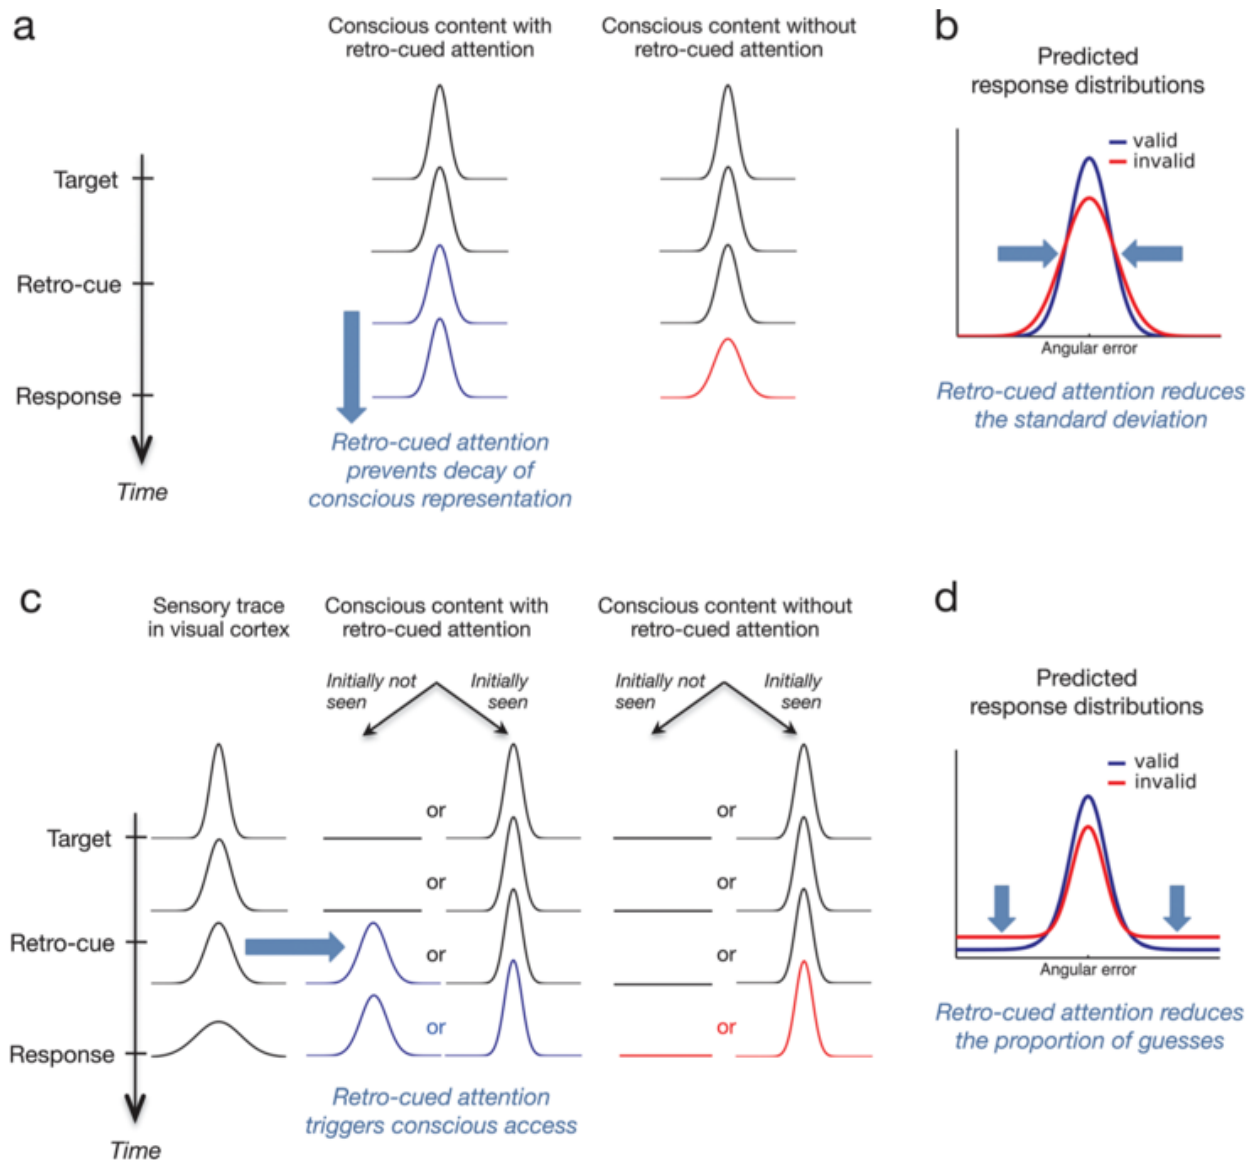 a
Conscious content with
retro-cued attention
Conscious content without
retro-cued attention
Target
Retro-cue
Response
Time
Retro-cued attention
prevents decay of
conscious representation
b
Predicted
response distributions
valid
invalid
Angular error
Retro-cued attention reduces
the standard deviation
c
Sensory trace
in visual cortex
Conscious content with
retro-cued attention
Conscious content without
retro-cued attention
Initially not
seen
Initially
seen
Initially not
seen
Initially
seen
Target
or
or
or
or
Retro-cue
or
or
Response
or
or
Time
Retro-cued attention
triggers conscious access
d
Predicted
response distributions
valid
invalid
Angular error
Retro-cued attention reduces
the proportion of guesses